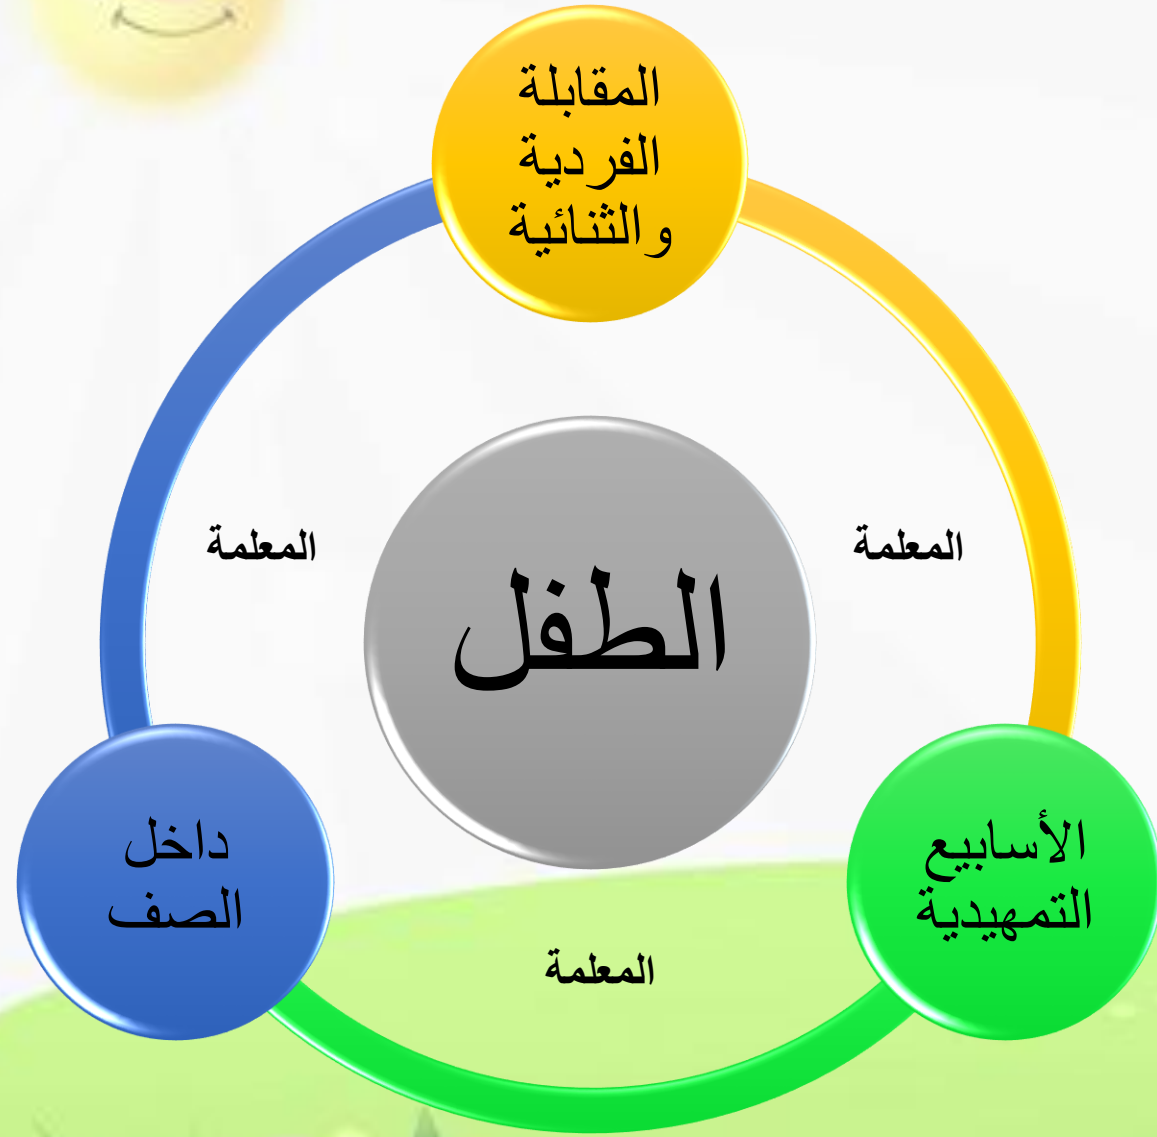 المقابلة
الفردية
والثنائية
المعلمة
المعلمة
الطفل
الأسابيع
التمهيدية
داخل
الصف
المعلمة